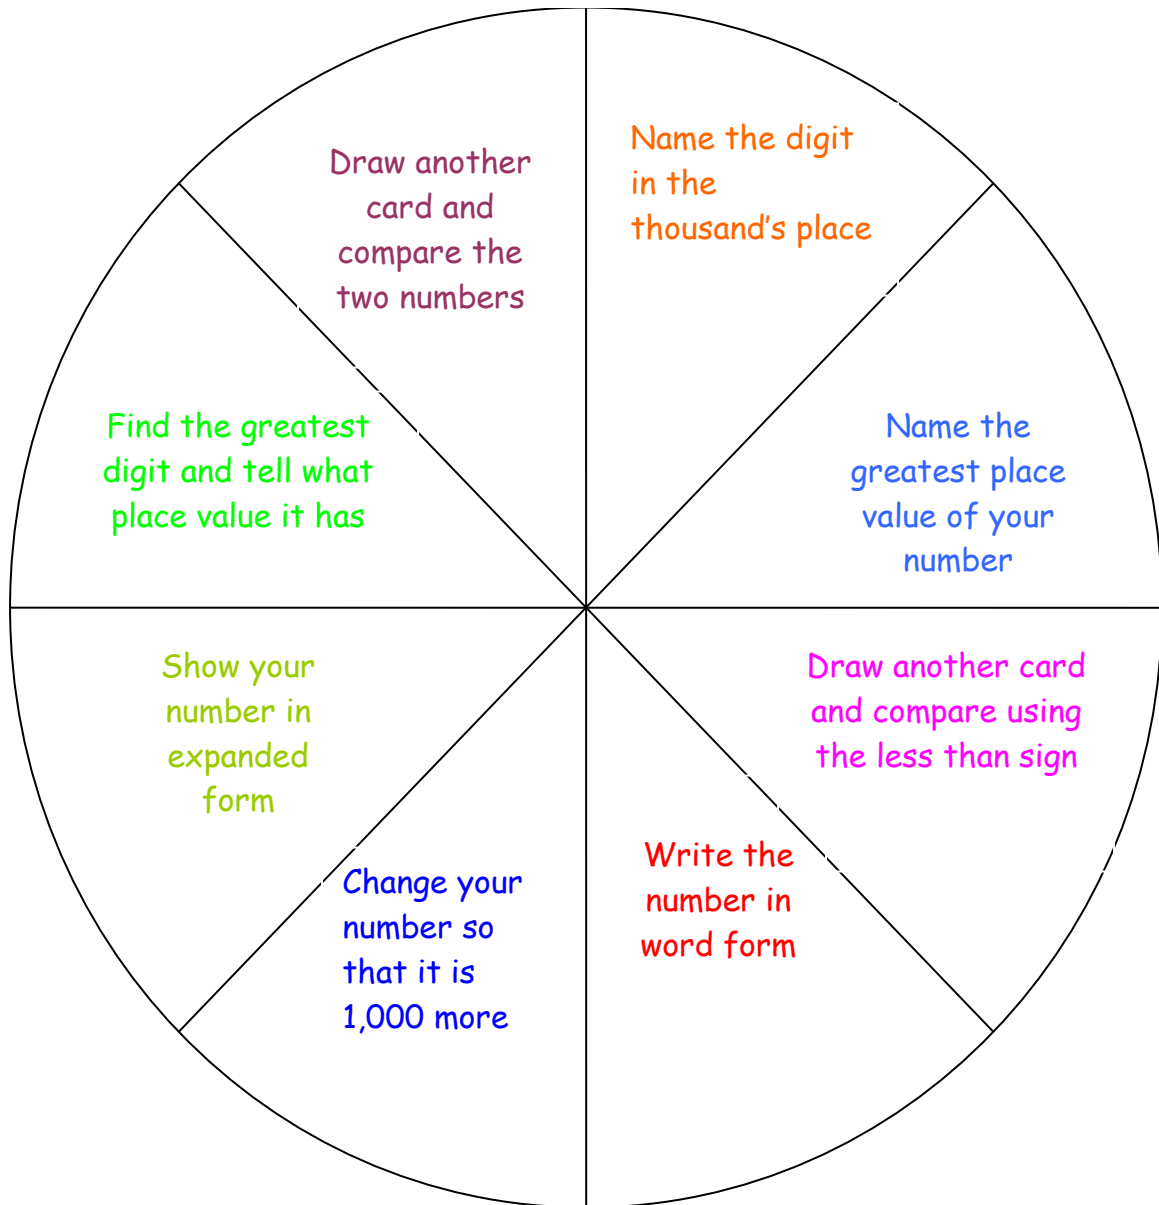 Draw another
card and
compare the
two numbers
Name the digit
in the
thousand's place
Find the greatest
digit and tell what
place value it has
Name the
greatest place
value of your
number
Show your
number in
expanded
form
Draw another card
and compare using
the less than sign
Change your
number so
that it is
1,000 more
Write the
number in
word form